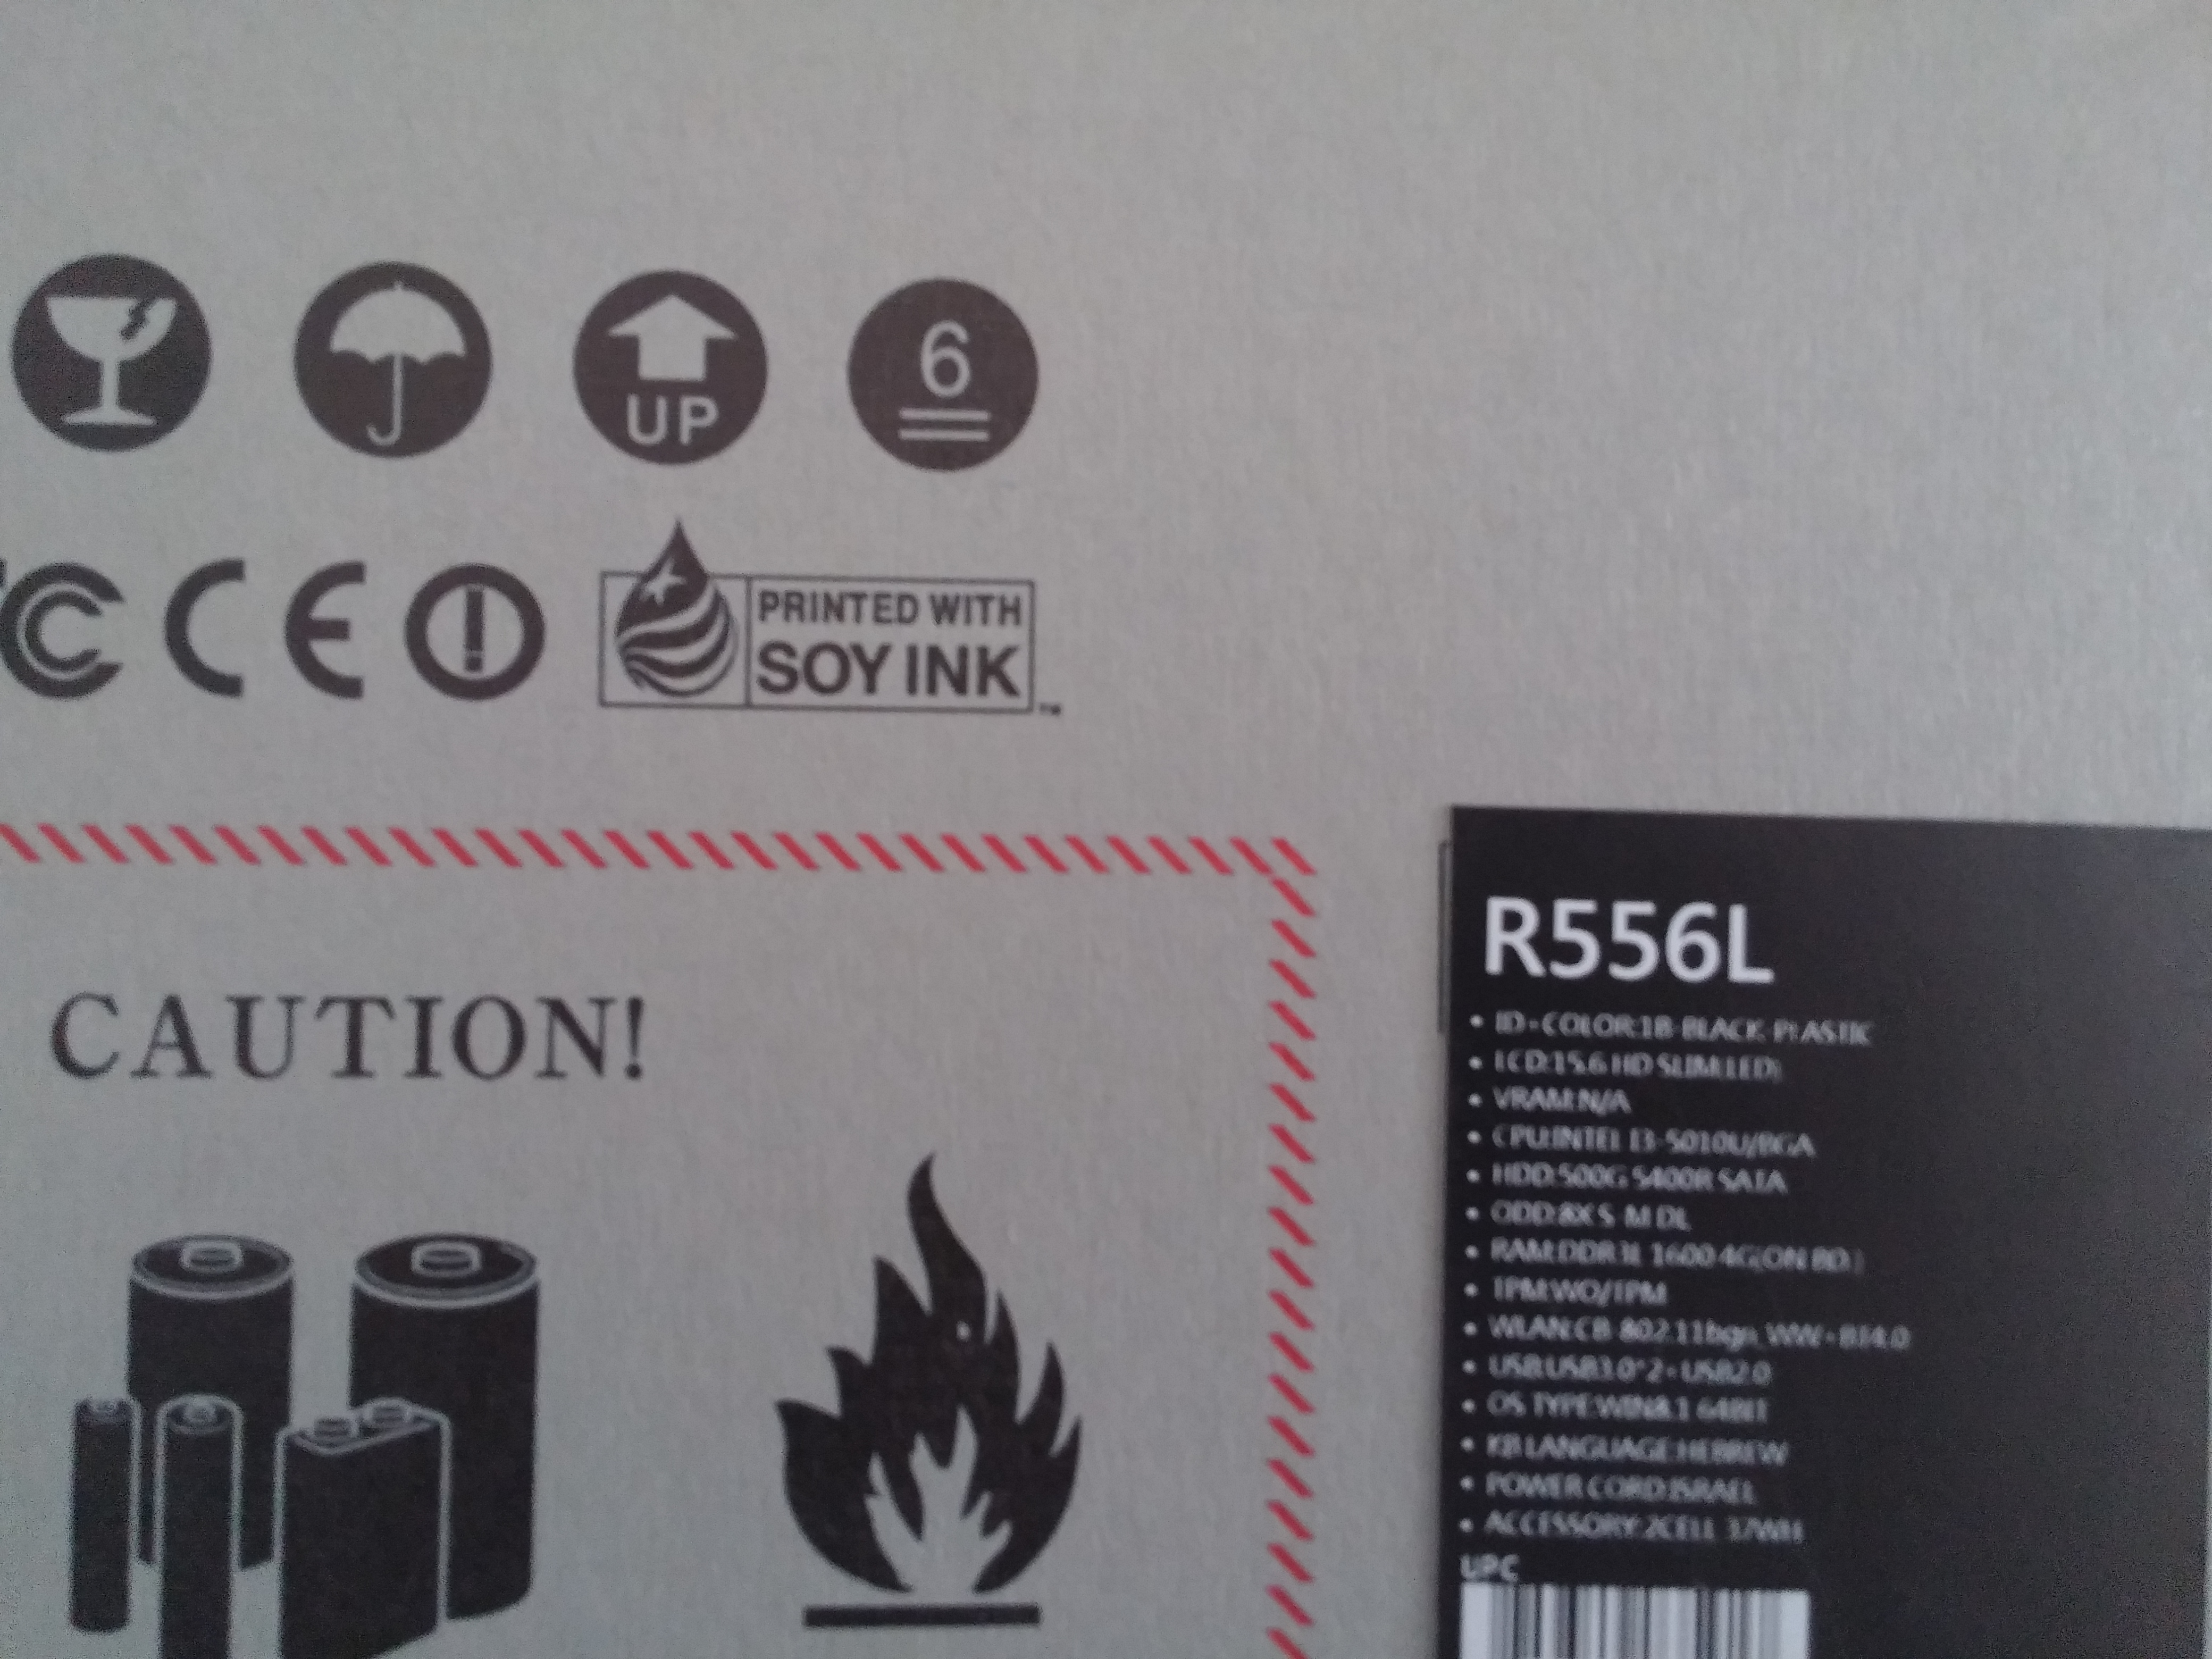 UP
6
CE
PRINTED WITH
SOY INK
TM
CAUTION!
R556L
• ID-COLOR:1B-BLACK, PLASTIC
• LCD:15.6 HD SLIM(LED)
• VRAM:N/A
• CPU:INTEL I3-5010U/BGA
• HDD:500G 5400R SATA
• ODD:8X S-M DL
• RAM:DDR3L 1600 4G(ON BD.)
• TPM:WO/TPM
• WLAN:CB 802.11bgn_WW+BT4.0
• USB:USB3.0*2+USB2.0
• OS TYPE:WIN8.1 64BIT
• KB LANGUAGE:HEBREW
• POWER CORD:ISRAEL
• ACCESSORY:2CELL 37WH
UPC